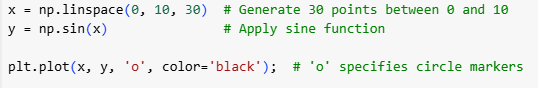 x = np.linspace(0, 10, 30)  # Generate 30 points between 0 and 10
y = np.sin(x)               # Apply sine function
plt.plot(x, y, 'o', color='black');  # 'o' specifies circle markers